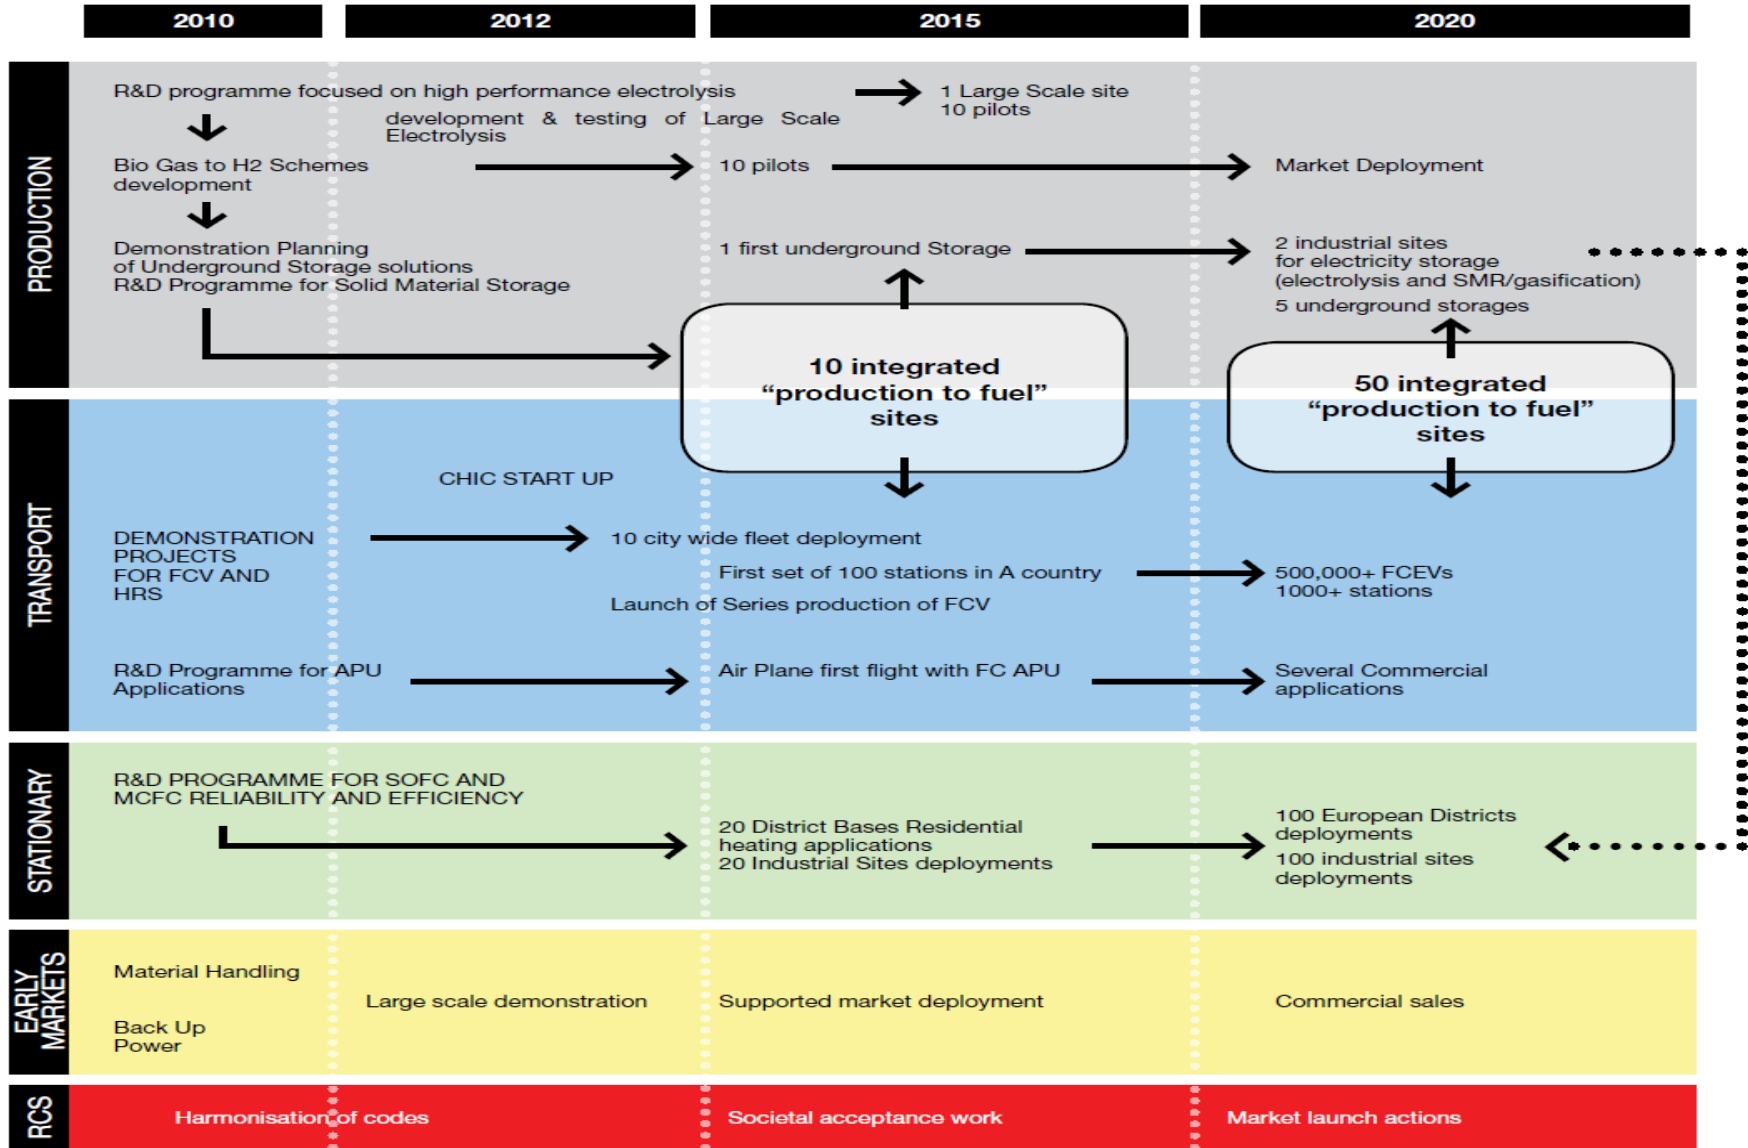 2010
2012
2015
2020
PRODUCTION
R&D programme focused on high performance electrolysis
development & testing of Large Scale
Electrolysis
1 Large Scale site
10 pilots
Bio Gas to H2 Schemes
development
10 pilots
Market Deployment
Demonstration Planning
of Underground Storage solutions
R&D Programme for Solid Material Storage
1 first underground Storage
2 industrial sites
for electricity storage
(electrolysis and SMR/gasification)
5 underground storages
10 integrated
“production to fuel”
sites
50 integrated
“production to fuel”
sites
TRANSPORT
CHIC START UP
DEMONSTRATION
PROJECTS
FOR FCV AND
HRS
10 city wide fleet deployment
First set of 100 stations in A country
Launch of Series production of FCV
500,000+ FCEVs
1000+ stations
R&D Programme for APU
Applications
Air Plane first flight with FC APU
Several Commercial
applications
STATIONARY
R&D PROGRAMME FOR SOFC AND
MCFC RELIABILITY AND EFFICIENCY
20 District Bases Residential
heating applications
20 Industrial Sites deployments
100 European Districts
deployments
100 industrial sites
deployments
EARLY
MARKETS
Material Handling
Back Up
Power
Large scale demonstration
Supported market deployment
Commercial sales
RCS
Harmonisation of codes
Societal acceptance work
Market launch actions